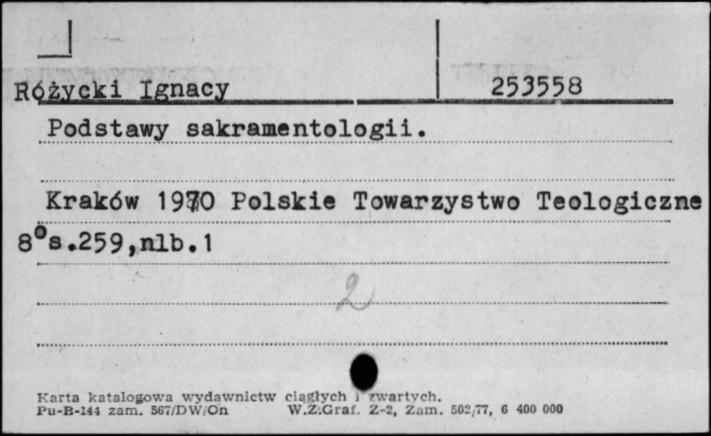 Różycki Ignacy 253558
Podstawy sakramentologii.
Kraków 1970 Polskie Towarzystwo Teologiczne
8° s.259,nlb.1
2
Karta katalogowa wydawnictw ciągłych i zwartych.
Pu-B-144 zam. 567/DW/On W.Z.Graf. Z-2, Zam. 502/77, 6 400 000